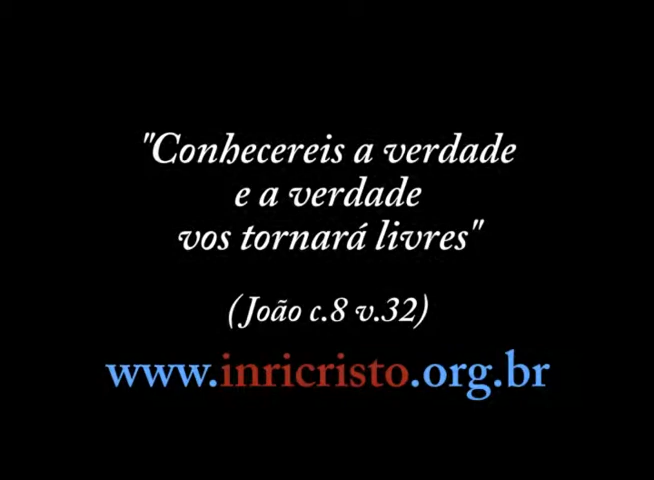 "Conhecereis a verdade
e a verdade
vos tornará livres"
(João c.8 v.32)
www.inricristo.org.br